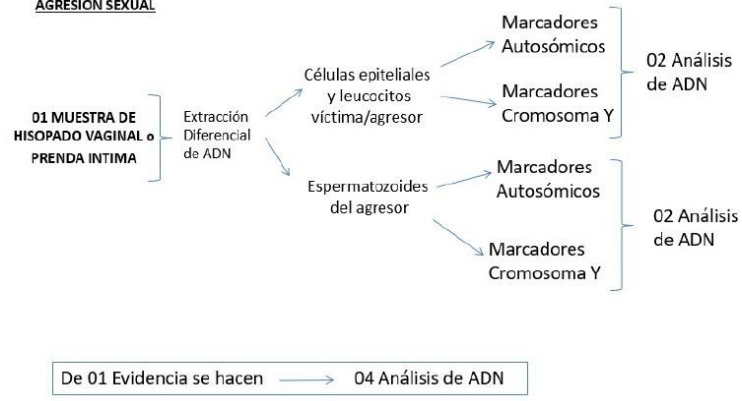 AGRESIÓN SEXUAL
01 MUESTRA DE
HISOPADO VAGINAL o
PRENDA INTIMA
Extracción
Diferencial
de ADN
Células epiteliales
y leucocitos
víctima/agresor
Marcadores
Autosómicos
Marcadores
Cromosoma Y
02 Análisis
de ADN
Espermatozoides
del agresor
Marcadores
Autosómicos
Marcadores
Cromosoma Y
02 Análisis
de ADN
De 01 Evidencia se hacen 04 Análisis de ADN